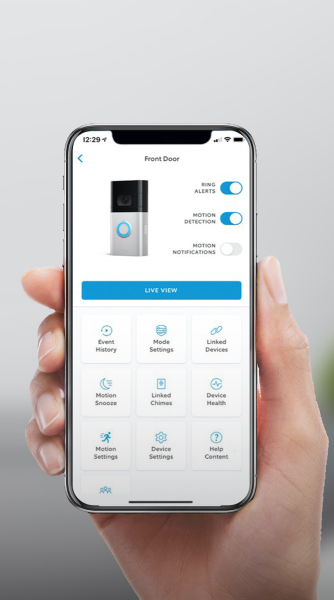 12:29
Front Door
RING
ALERTS
MOTION
DETECTION
MOTION
NOTIFICATIONS
LIVE VIEW
Event
History
Mode
Settings
Linked
Devices
Motion
Snooze
Linked
Chimes
Device
Health
Motion
Settings
Device
Settings
Help
Content